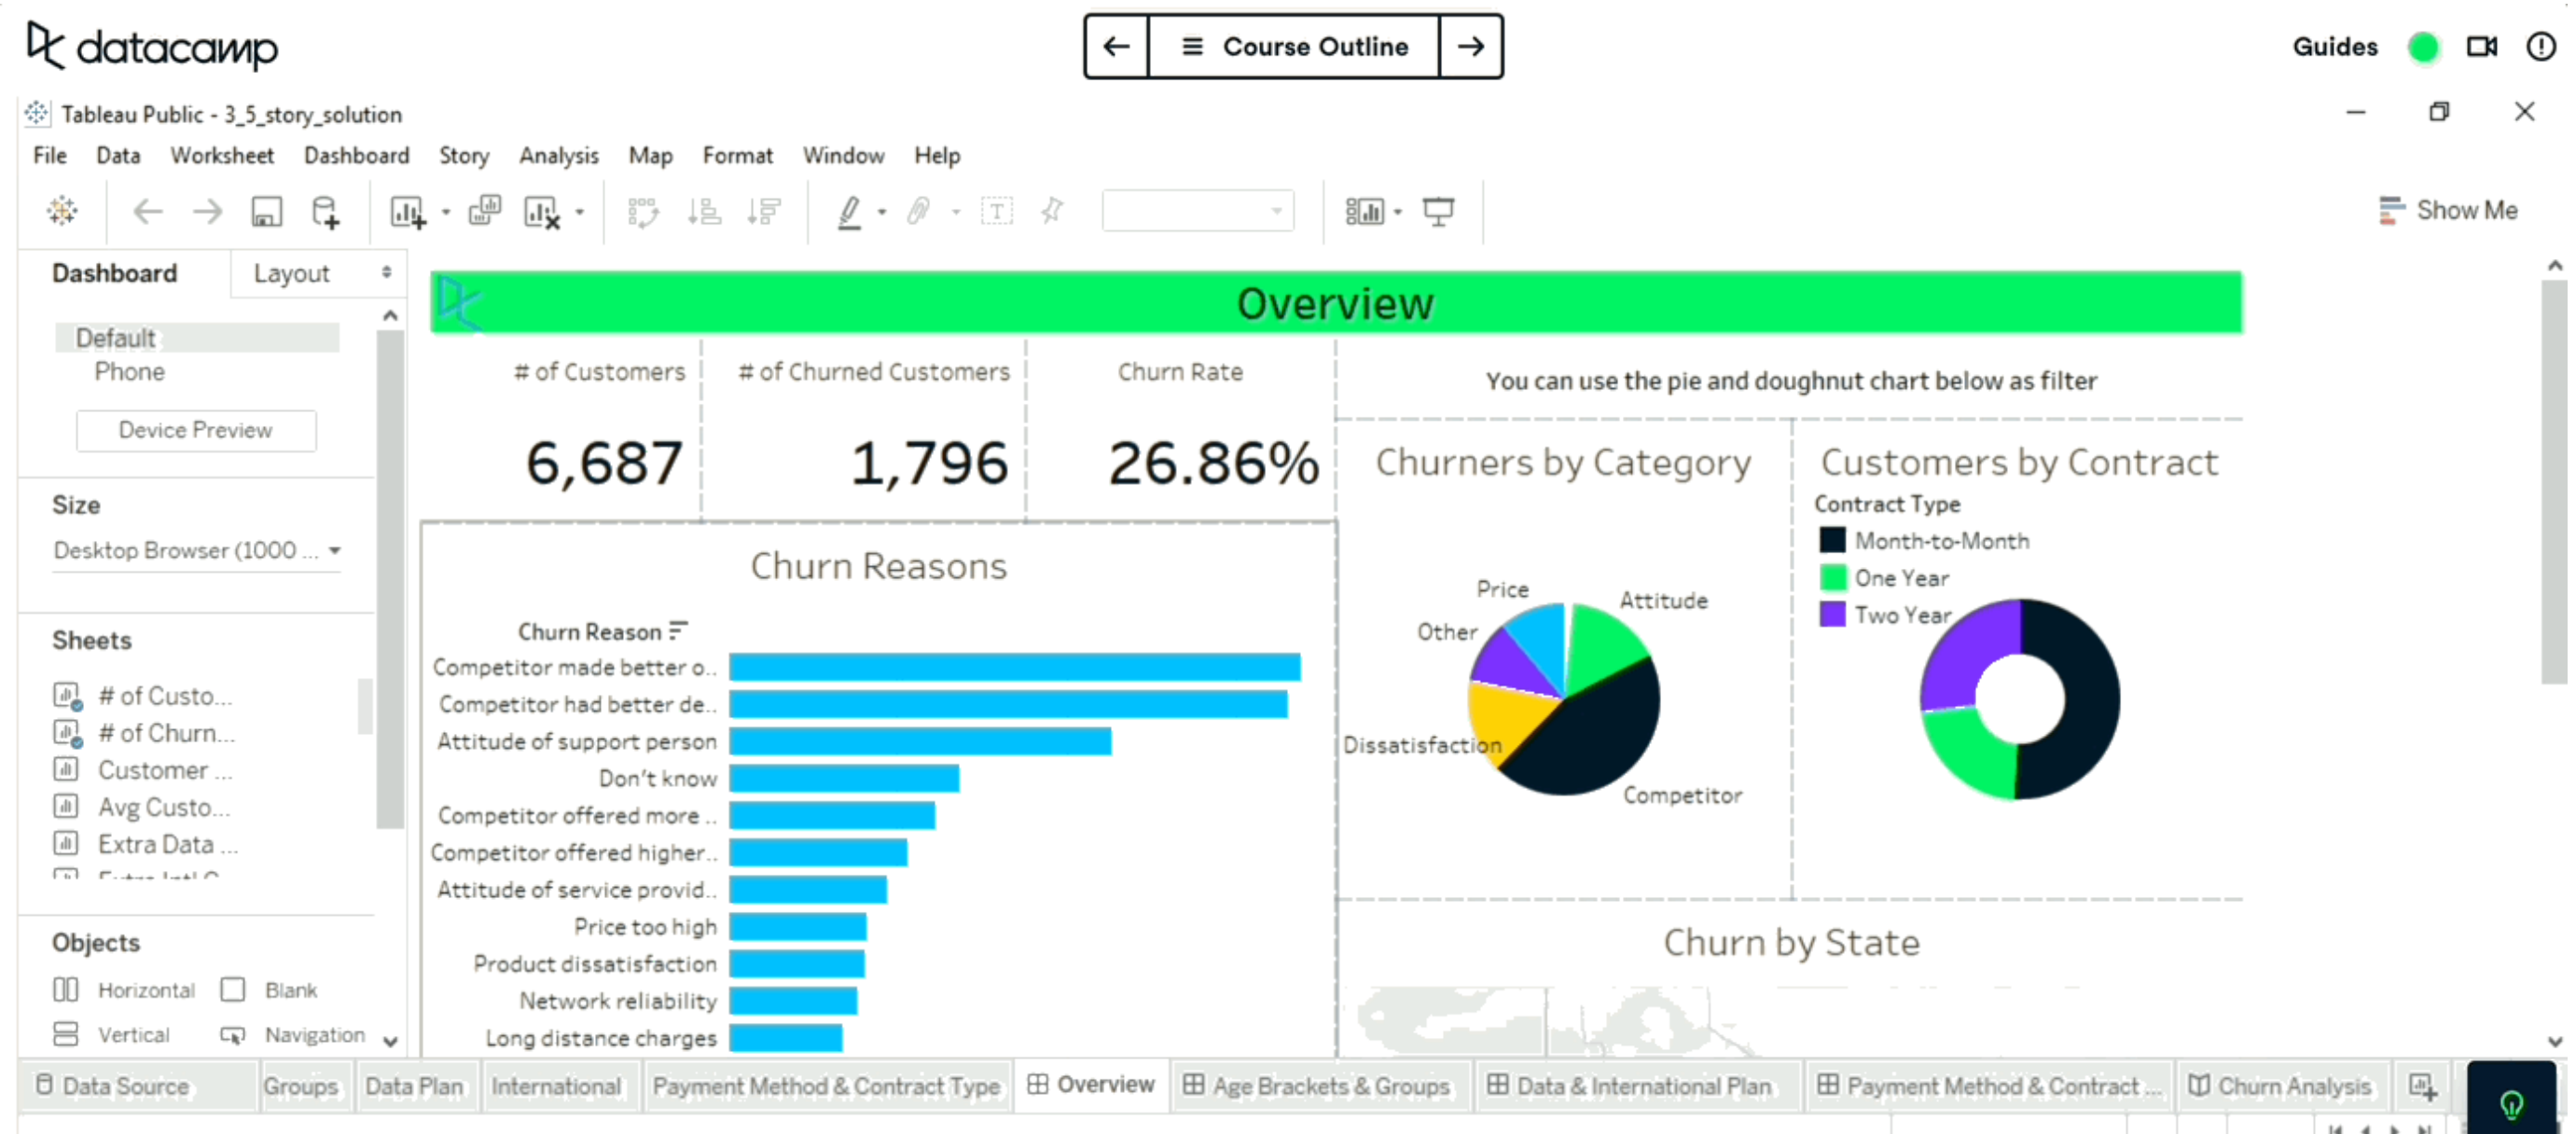 datacamp
Course Outline
Guides
Tableau Public - 3_5_story_solution
File Data Worksheet Dashboard Story Analysis Map Format Window Help
Show Me
Dashboard Layout
Default
Phone
Device Preview
Size
Desktop Browser (1000 ...
Sheets
# of Custo...
# of Churn...
Customer ...
Avg Custo...
Extra Data ...
Objects
Horizontal Blank
Vertical Navigation
Overview
# of Customers
6,687
# of Churned Customers
1,796
Churn Rate
26.86%
You can use the pie and doughnut chart below as filter
Churn Reasons
Churn Reason
Competitor made better o..
Competitor had better de..
Attitude of support person
Don't know
Competitor offered more ..
Competitor offered higher..
Attitude of service provid..
Price too high
Product dissatisfaction
Network reliability
Long distance charges
Churners by Category
Price
Attitude
Other
Dissatisfaction
Competitor
Customers by Contract
Contract Type
Month-to-Month
One Year
Two Year
Churn by State
Data Source Groups Data Plan International Payment Method & Contract Type Overview Age Brackets & Groups Data & International Plan Payment Method & Contract ... Churn Analysis